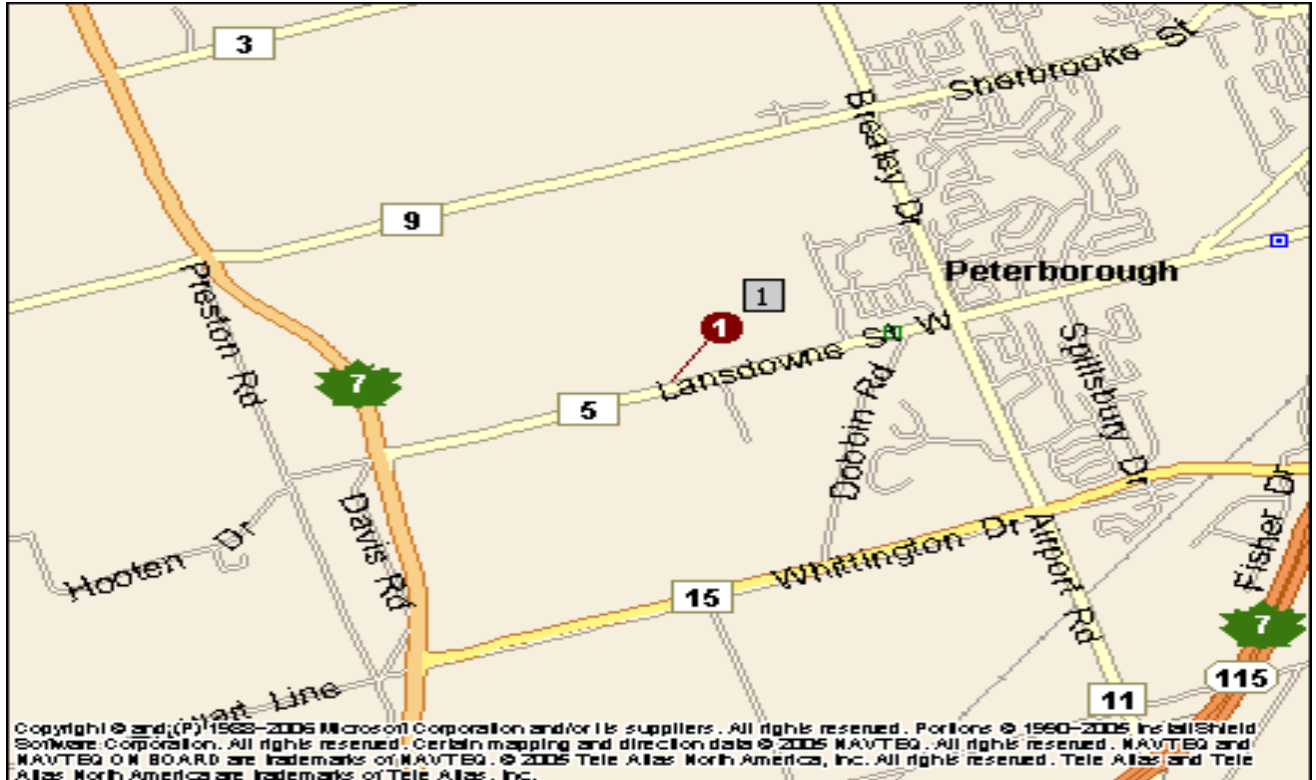 3
Sherbrooke St
Brealey Dr
9
Peterborough
Preston Rd
1
1
Lansdowne St W
7
5
Spillsbury Dr
Dobbin Rd
Davis Rd
Hooten Dr
Whittington Dr
Airport Rd
Fisher Dr
15
7
115
11
Line
Copyright © and (P) 1988-2005 Microsoft Corporation and/or its suppliers. All rights reserved. Portions © 1990-2005 InstallShield
Software Corporation. All rights reserved. Certain mapping and direction data © 2005 NAVTEQ. All rights reserved. NAVTEQ and
NAVTEQ ON BOARD are trademarks of NAVTEQ. © 2005 Tele Atlas North America, Inc. All rights reserved. Tele Atlas and Tele
Atlas North America are trademarks of Tele Atlas, Inc.